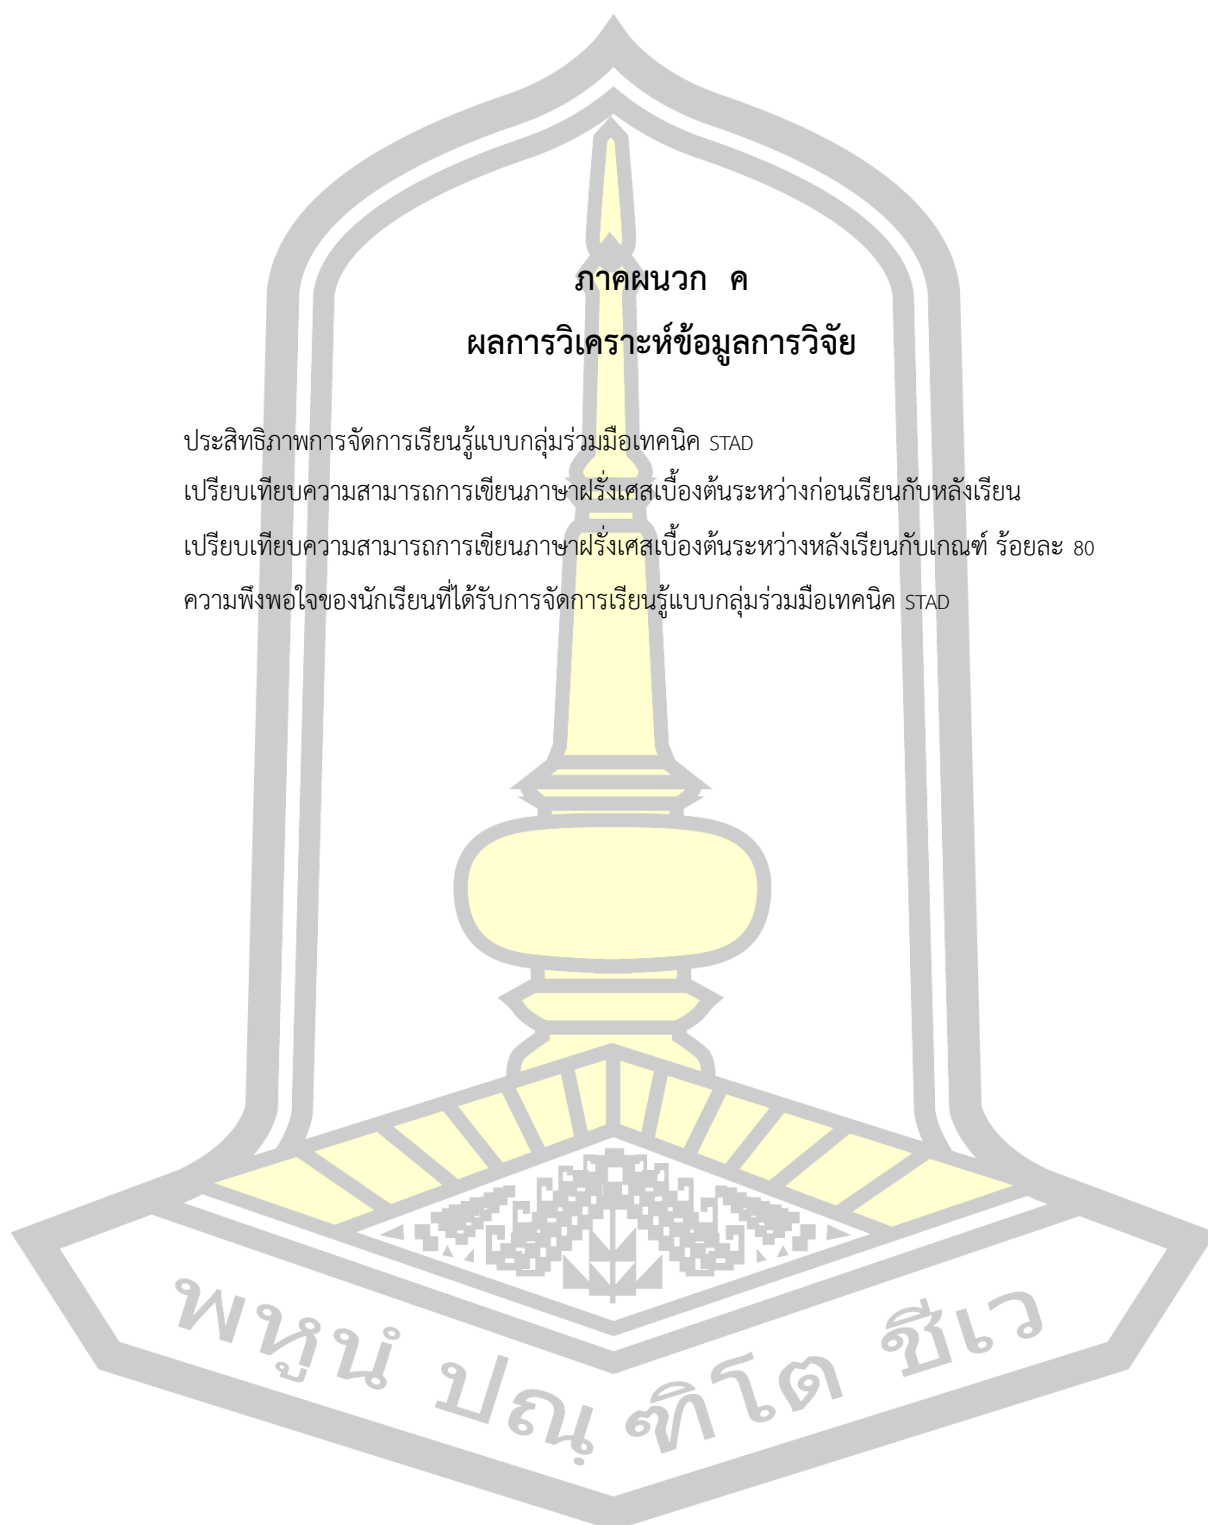 ภาคผนวก ค
ผลการวิเคราะห์ข้อมูลการวิจัย
ประสิทธิภาพการจัดการเรียนรู้แบบกลุ่มร่วมมือเทคนิค STAD
เปรียบเทียบความสามารถการเขียนภาษาฝรั่งเศสเบื้องต้นระหว่างก่อนเรียนกับหลังเรียน
เปรียบเทียบความสามารถการเขียนภาษาฝรั่งเศสเบื้องต้นระหว่างหลังเรียนกับเกณฑ์ ร้อยละ 80
ความพึงพอใจของนักเรียนที่ได้รับการจัดการเรียนรู้แบบกลุ่มร่วมมือเทคนิค STAD
พหูนํ ปณฺ ฑิโต ชีเว